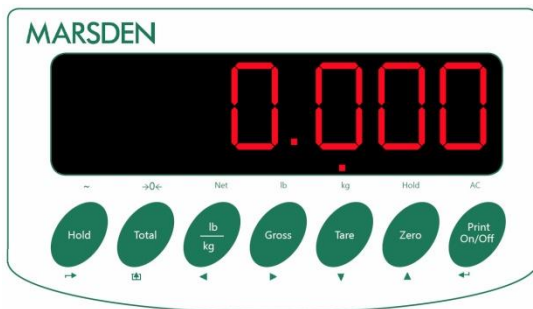 MARSDEN
0.000
~ →0← Net lb kg Hold AC
Hold Total lb/kg Gross Tare Zero Print On/Off